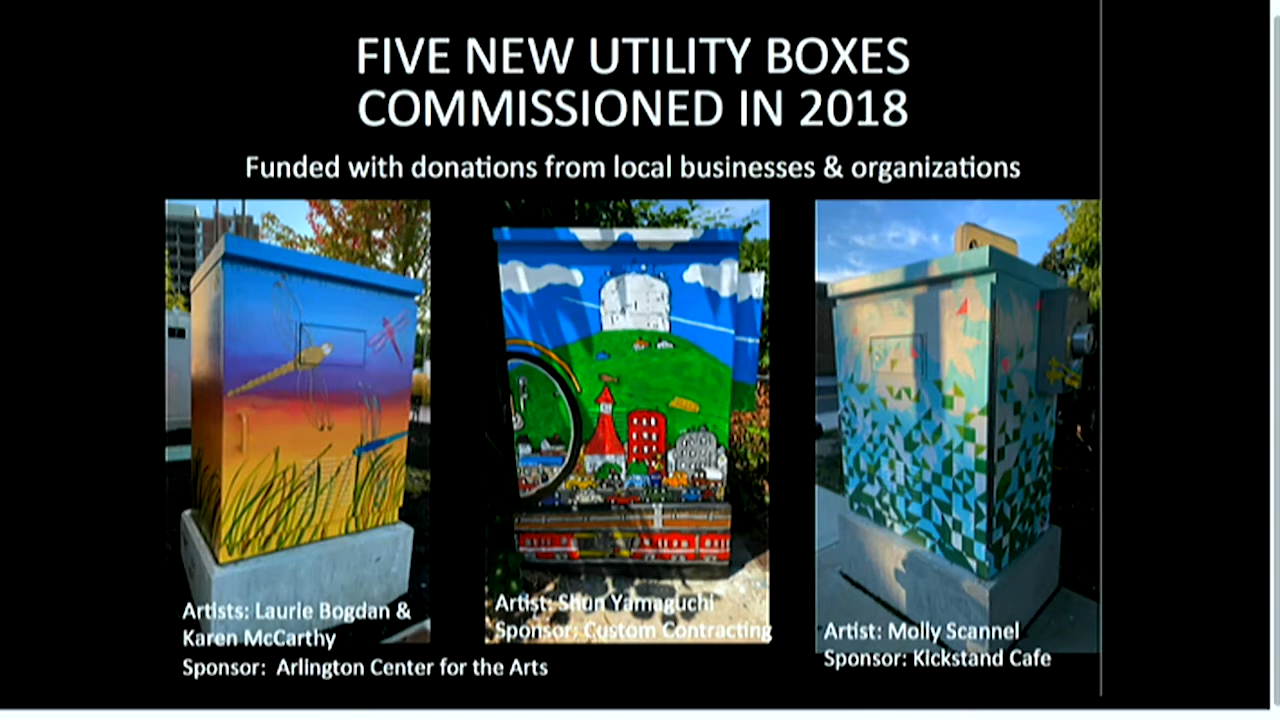 FIVE NEW UTILITY BOXES
COMMISSIONED IN 2018
Funded with donations from local businesses & organizations
Artists: Laurie Bogdan &
Karen McCarthy
Sponsor: Arlington Center for the Arts
Artist: Shun Yamaguchi
Sponsor: Custom Contracting
Artist: Molly Scannel
Sponsor: Kickstand Cafe